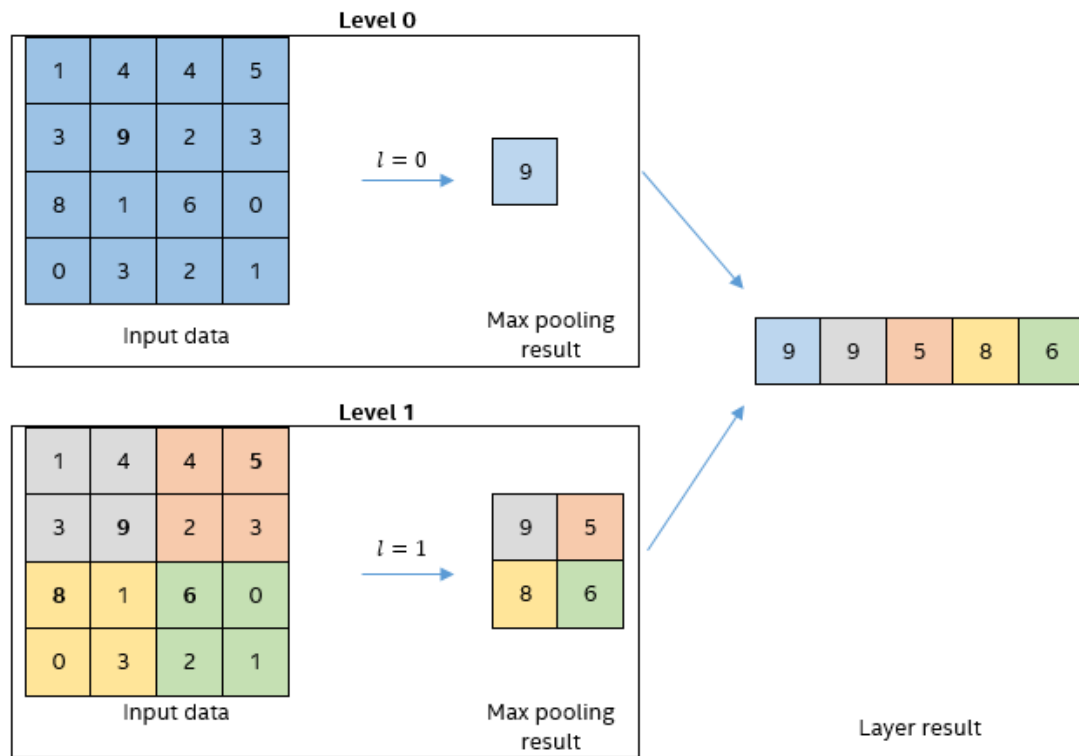 Level 0
1 4 4 5
3 9 2 3
8 1 6 0
0 3 2 1
l = 0
9
Input data
Max pooling
result
Level 1
1 4 4 5
3 9 2 3
8 1 6 0
0 3 2 1
l = 1
9 5
8 6
Input data
Max pooling
result
9 9 5 8 6
Layer result